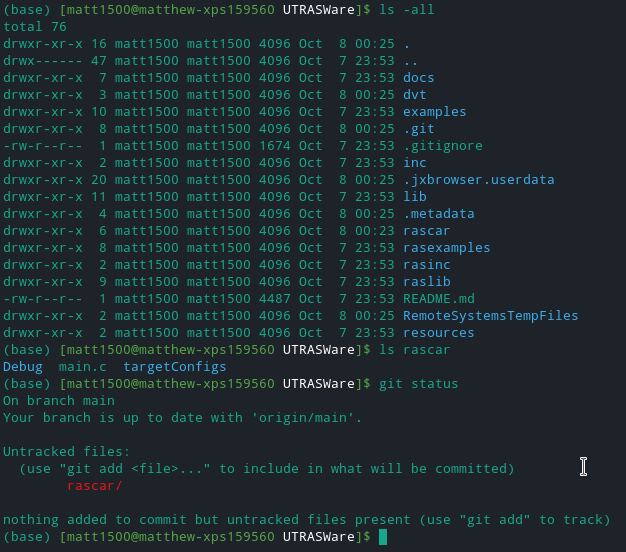 (base) [matt1500@matthew-xps159560 UTRASWare]$ ls -all
total 76
drwxr-xr-x 16 matt1500 matt1500 4096 Oct  8 00:25 .
drwx------ 47 matt1500 matt1500 4096 Oct  7 23:53 ..
drwxr-xr-x  7 matt1500 matt1500 4096 Oct  7 23:53 docs
drwxr-xr-x  3 matt1500 matt1500 4096 Oct  8 00:25 dvt
drwxr-xr-x 10 matt1500 matt1500 4096 Oct  7 23:53 examples
drwxr-xr-x  8 matt1500 matt1500 4096 Oct  8 00:25 .git
-rw-r--r--  1 matt1500 matt1500 1674 Oct  7 23:53 .gitignore
drwxr-xr-x  2 matt1500 matt1500 4096 Oct  7 23:53 inc
drwxr-xr-x 20 matt1500 matt1500 4096 Oct  8 00:25 .jxbrowser.userdata
drwxr-xr-x 11 matt1500 matt1500 4096 Oct  7 23:53 lib
drwxr-xr-x  4 matt1500 matt1500 4096 Oct  8 00:25 .metadata
drwxr-xr-x  6 matt1500 matt1500 4096 Oct  8 00:23 rascar
drwxr-xr-x  8 matt1500 matt1500 4096 Oct  7 23:53 rasexamples
drwxr-xr-x  2 matt1500 matt1500 4096 Oct  7 23:53 rasinc
drwxr-xr-x  9 matt1500 matt1500 4096 Oct  7 23:53 raslib
-rw-r--r--  1 matt1500 matt1500 4487 Oct  7 23:53 README.md
drwxr-xr-x  2 matt1500 matt1500 4096 Oct  8 00:25 RemoteSystemsTempFiles
drwxr-xr-x  2 matt1500 matt1500 4096 Oct  7 23:53 resources
(base) [matt1500@matthew-xps159560 UTRASWare]$ ls rascar
Debug  main.c  targetConfigs
(base) [matt1500@matthew-xps159560 UTRASWare]$ git status
On branch main
Your branch is up to date with 'origin/main'.

Untracked files:
  (use "git add <file>..." to include in what will be committed)
        rascar/

nothing added to commit but untracked files present (use "git add" to track)
(base) [matt1500@matthew-xps159560 UTRASWare]$